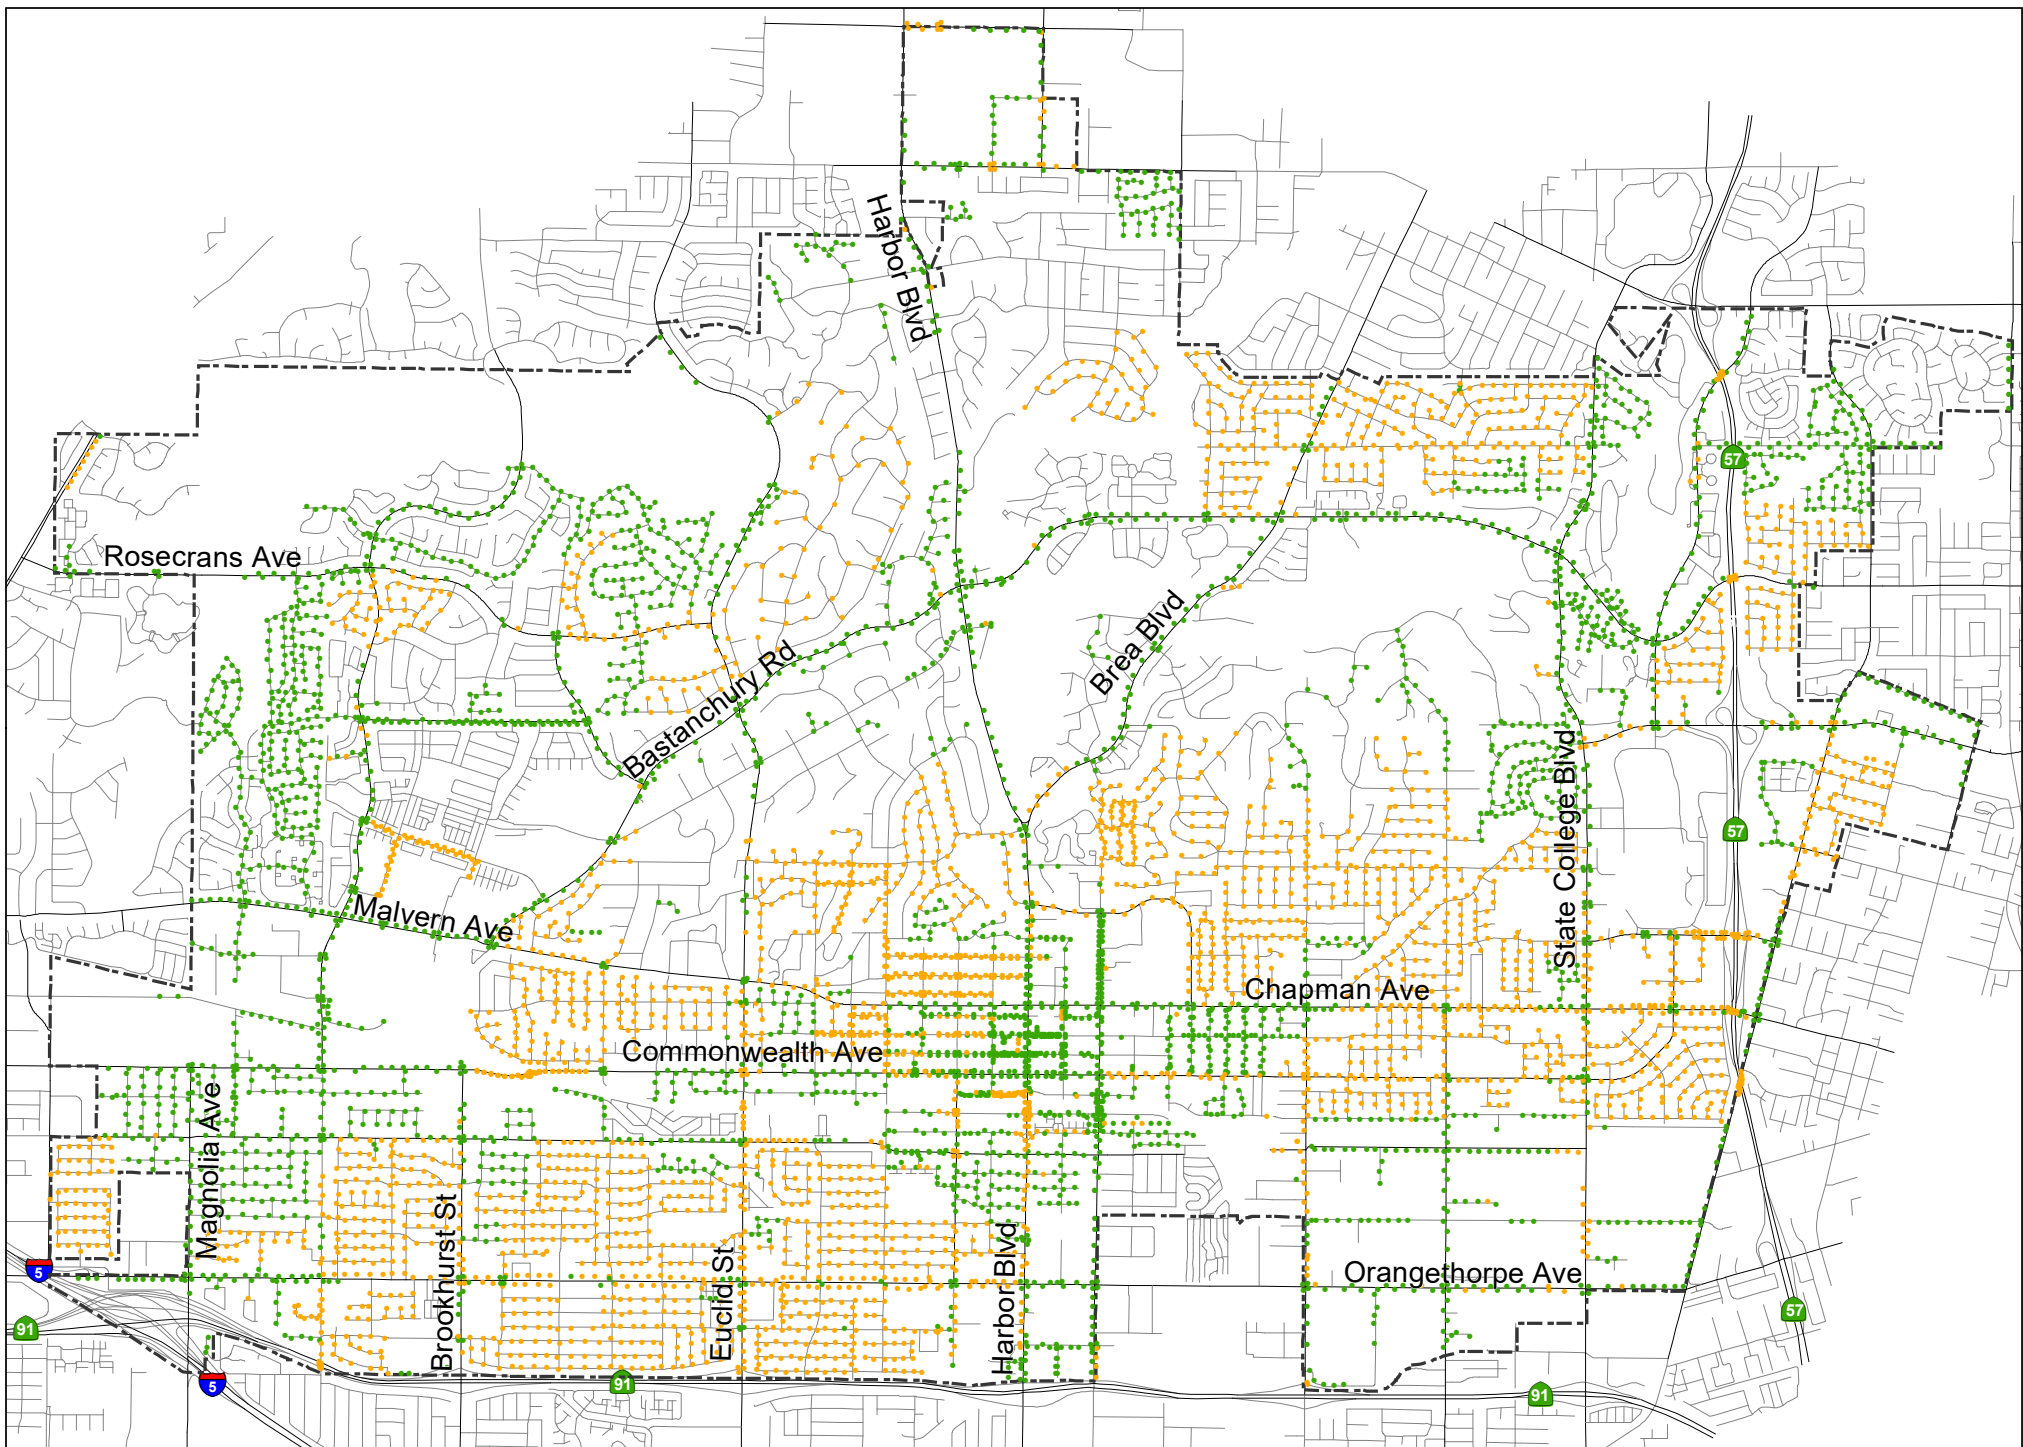 Harbor Blvd
57
Rosecrans Ave
Brea Blvd
Bastanchury Rd
State College Blvd
57
Malvern Ave
Chapman Ave
Commonwealth Ave
Magnolia Ave
Brookhurst St
Euclid St
Harbor Blvd
Orangethorpe Ave
5
91
57
5
91
91